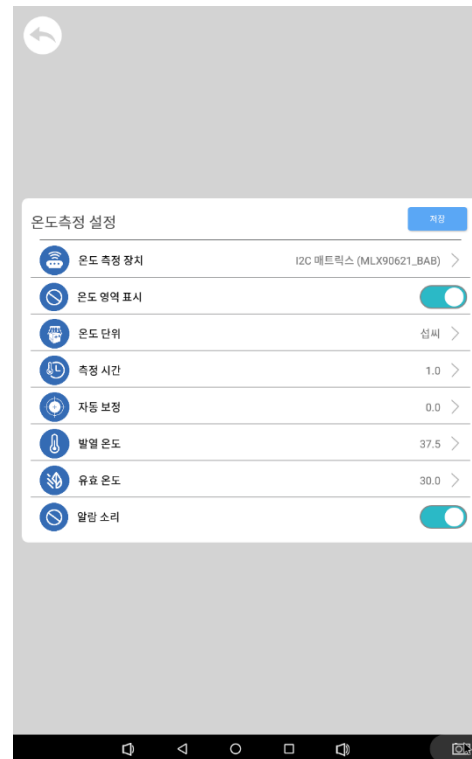 온도측정 설정
저장
온도 측정 장치 I2C 매트릭스 (MLX90621_BAB)
온도 영역 표시
온도 단위 섭씨
측정 시간 1.0
자동 보정 0.0
발열 온도 37.5
유효 온도 30.0
알람 소리